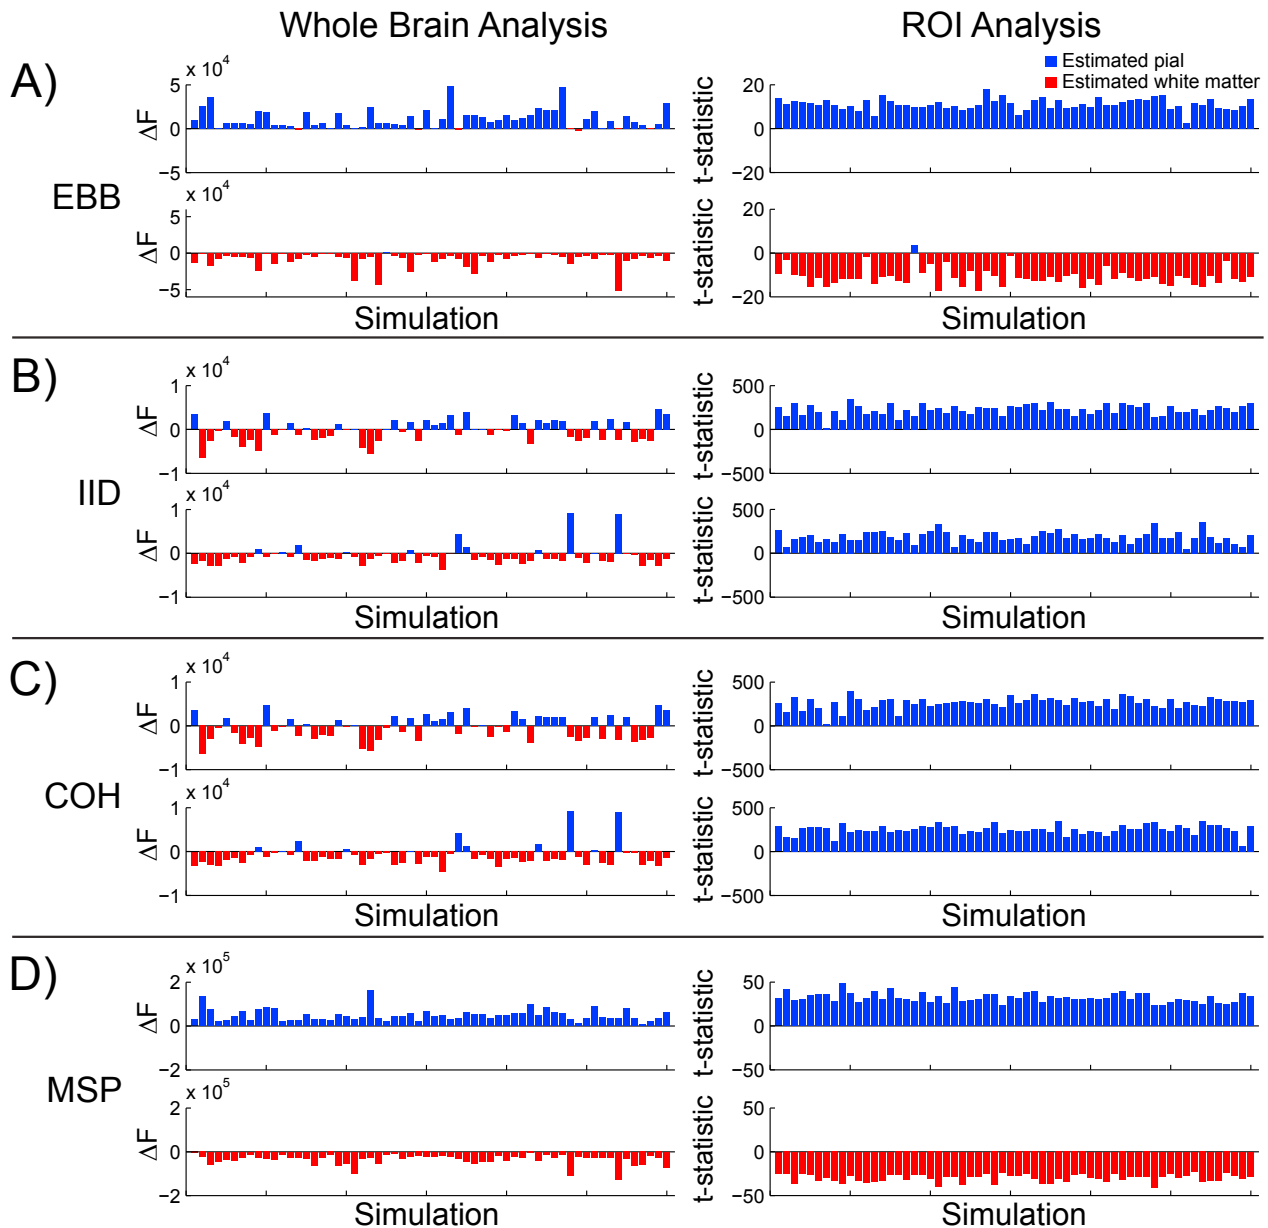 Whole Brain Analysis
ROI Analysis
Estimated pial
Estimated white matter
A)
EBB
x 10⁴
ΔF
5
0
−5
x 10⁴
ΔF
5
0
−5
Simulation
t-statistic
20
0
−20
t-statistic
20
0
−20
Simulation
B)
IID
x 10⁴
ΔF
1
0
−1
x 10⁴
ΔF
1
0
−1
Simulation
t-statistic
500
0
−500
t-statistic
500
0
−500
Simulation
C)
COH
x 10⁴
ΔF
1
0
−1
x 10⁴
ΔF
1
0
−1
Simulation
t-statistic
500
0
−500
t-statistic
500
0
−500
Simulation
D)
MSP
x 10⁵
ΔF
2
0
−2
x 10⁵
ΔF
2
0
−2
Simulation
t-statistic
50
0
−50
t-statistic
50
0
−50
Simulation